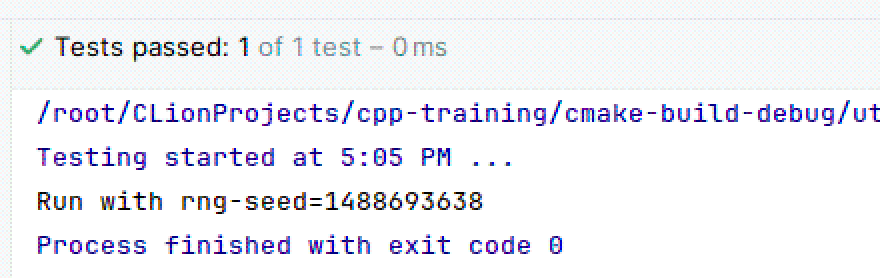 Tests passed: 1 of 1 test – 0 ms
/root/CLionProjects/cpp-training/cmake-build-debug/ut
Testing started at 5:05 PM ...
Run with rng-seed=1488693638
Process finished with exit code 0